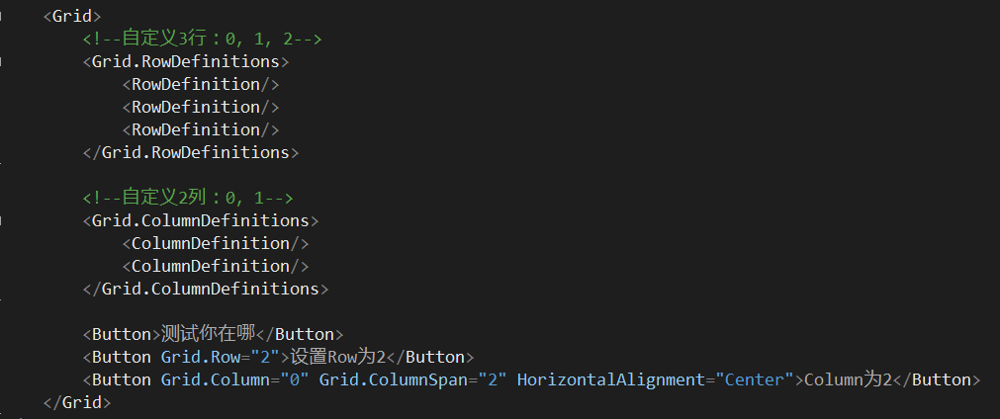 <Grid>
<!--自定义3行：0, 1, 2-->
<Grid.RowDefinitions>
<RowDefinition/>
<RowDefinition/>
<RowDefinition/>
</Grid.RowDefinitions>
<!--自定义2列：0, 1-->
<Grid.ColumnDefinitions>
<ColumnDefinition/>
<ColumnDefinition/>
</Grid.ColumnDefinitions>
<Button>测试你在哪</Button>
<Button Grid.Row="2">设置Row为2</Button>
<Button Grid.Column="0" Grid.ColumnSpan="2" HorizontalAlignment="Center">Column为2</Button>
</Grid>